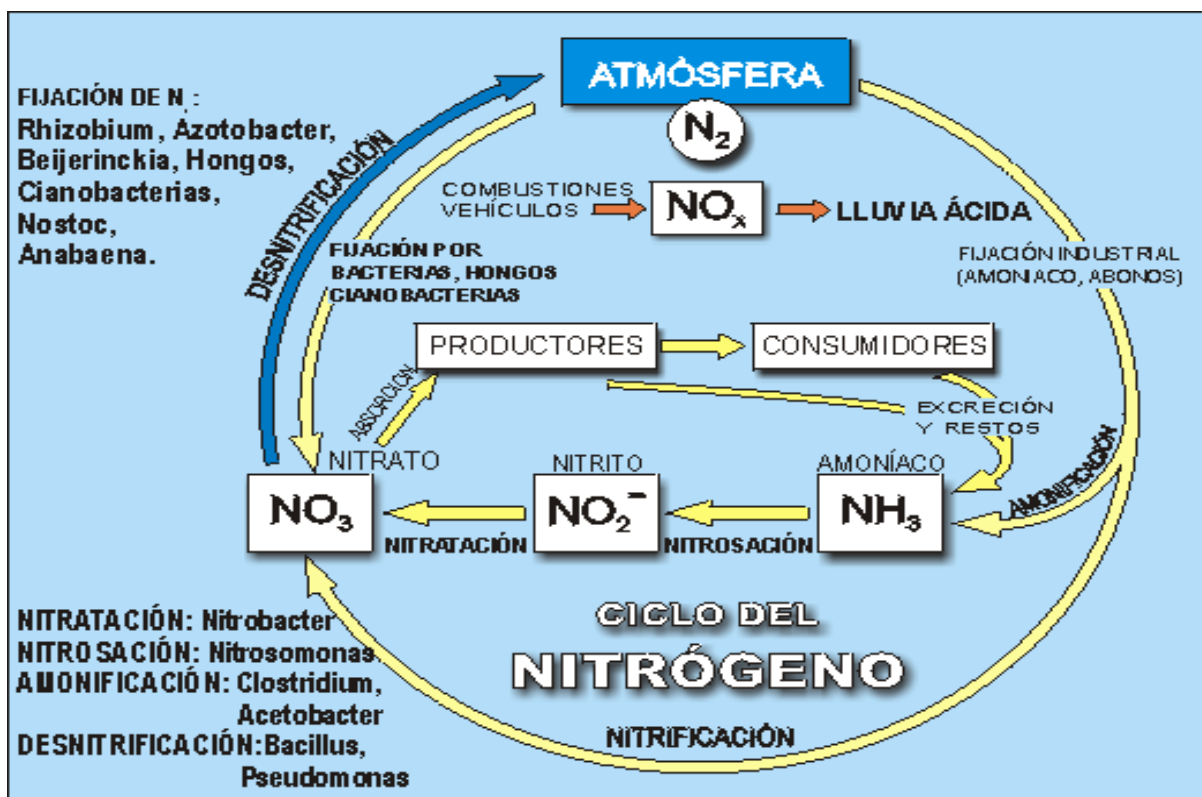 ATMÓSFERA
N₂
FIJACIÓN DE N₂:
Rhizobium, Azotobacter,
Beijerinckia, Hongos,
Cianobacterias,
Nostoc,
Anabaena.
DESNITRIFICACIÓN
COMBUSTIONES
VEHÍCULOS
NOₓ
LLUVIA ÁCIDA
FIJACIÓN POR
BACTERIAS, HONGOS
CIANOBACTERIAS
FIJACIÓN INDUSTRIAL
(AMONIACO, ABONOS)
PRODUCTORES
CONSUMIDORES
ABSORCIÓN
EXCRECIÓN
Y RESTOS
NITRATO
NITRITO
AMONÍACO
NO₃
NO₂⁻
NH₃
AMONIFICACIÓN
NITRATACIÓN
NITROSACIÓN
CICLO DEL
NITRÓGENO
NITRATACIÓN: Nitrobacter
NITROSACIÓN: Nitrosomonas
AMONIFICACIÓN: Clostridium,
Acetobacter
DESNITRIFICACIÓN:Bacillus,
Pseudomonas
NITRIFICACIÓN